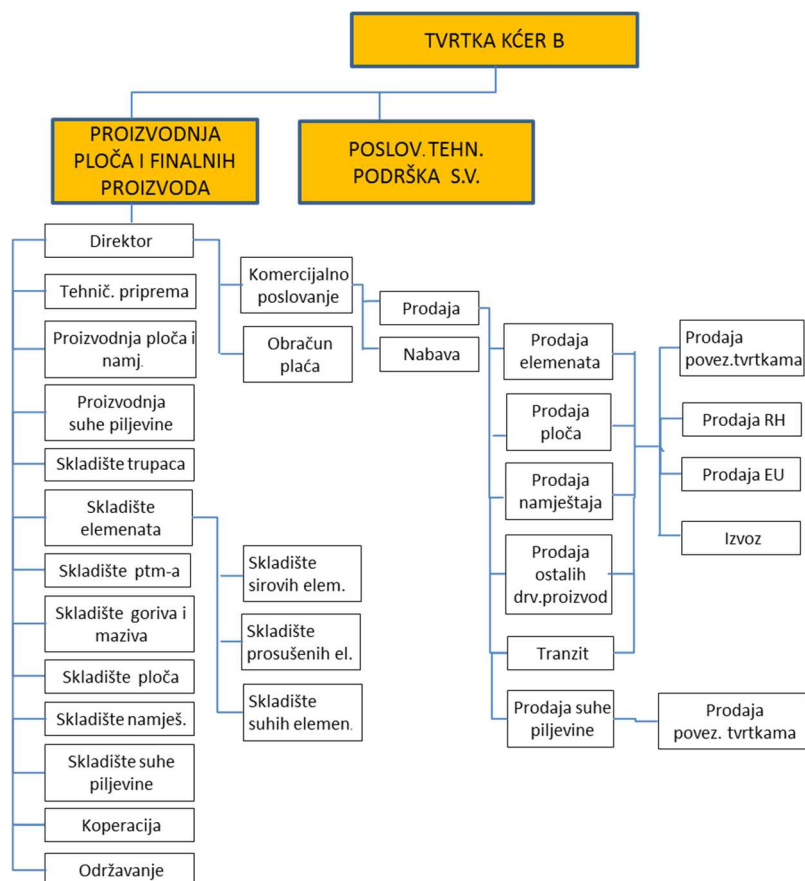 TVRTKA KĆER B
PROIZVODNJA
PLOČA I FINALNIH
PROIZVODA
POSLOV. TEHN.
PODRŠKA S.V.
Direktor
Tehnič. priprema
Proizvodnja ploča i
namj.
Proizvodnja
suhe piljevine
Skladište trupaca
Skladište
elemenata
Skladište ptm-a
Skladište goriva i
maziva
Skladište ploča
Skladište namješ.
Skladište suhe
piljevine
Koperacija
Održavanje
Komercijalno
poslovanje
Obračun
plaća
Skladište
sirovih elem.
Skladište
prosušenih el.
Skladište
suhih elemen.
Prodaja
Nabava
Prodaja
elemenata
Prodaja
ploča
Prodaja
namještaja
Prodaja
ostalih
drv.proizvod
Tranzit
Prodaja suhe
piljevine
Prodaja
povez.tvrtkama
Prodaja RH
Prodaja EU
Izvoz
Prodaja
povez. tvrtkama